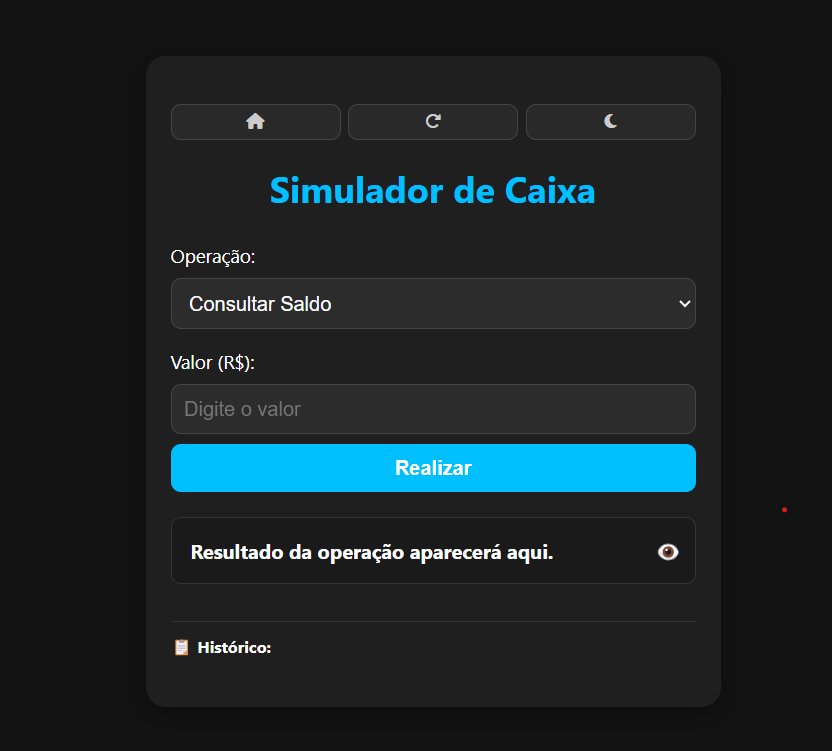 Simulador de Caixa
Operação:
Consultar Saldo
Valor (R$):
Digite o valor
Realizar
Resultado da operação aparecerá aqui.
Histórico: